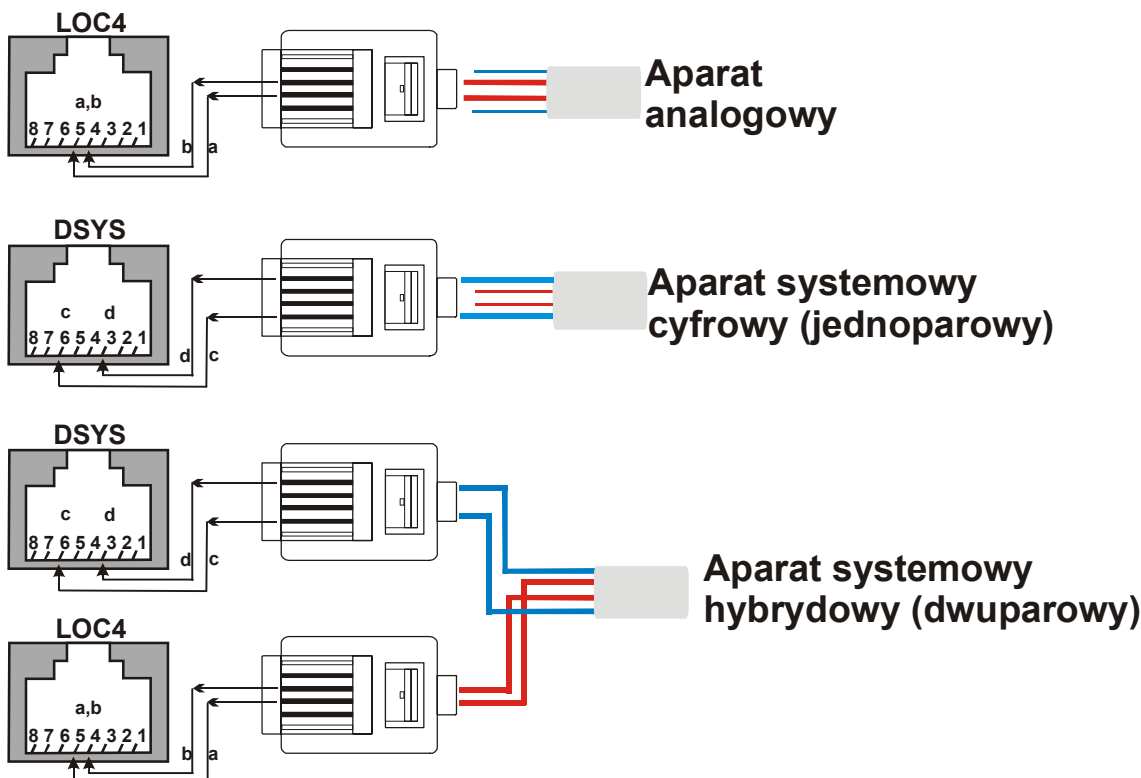 LOC4
a,b
8 7 6 5 4 3 2 1
b a
Aparat
analogowy
DSYS
c d
8 7 6 5 4 3 2 1
d c
Aparat systemowy
cyfrowy (jednoparowy)
DSYS
c d
8 7 6 5 4 3 2 1
d c
Aparat systemowy
hybrydowy (dwuparowy)
LOC4
a,b
8 7 6 5 4 3 2 1
b a